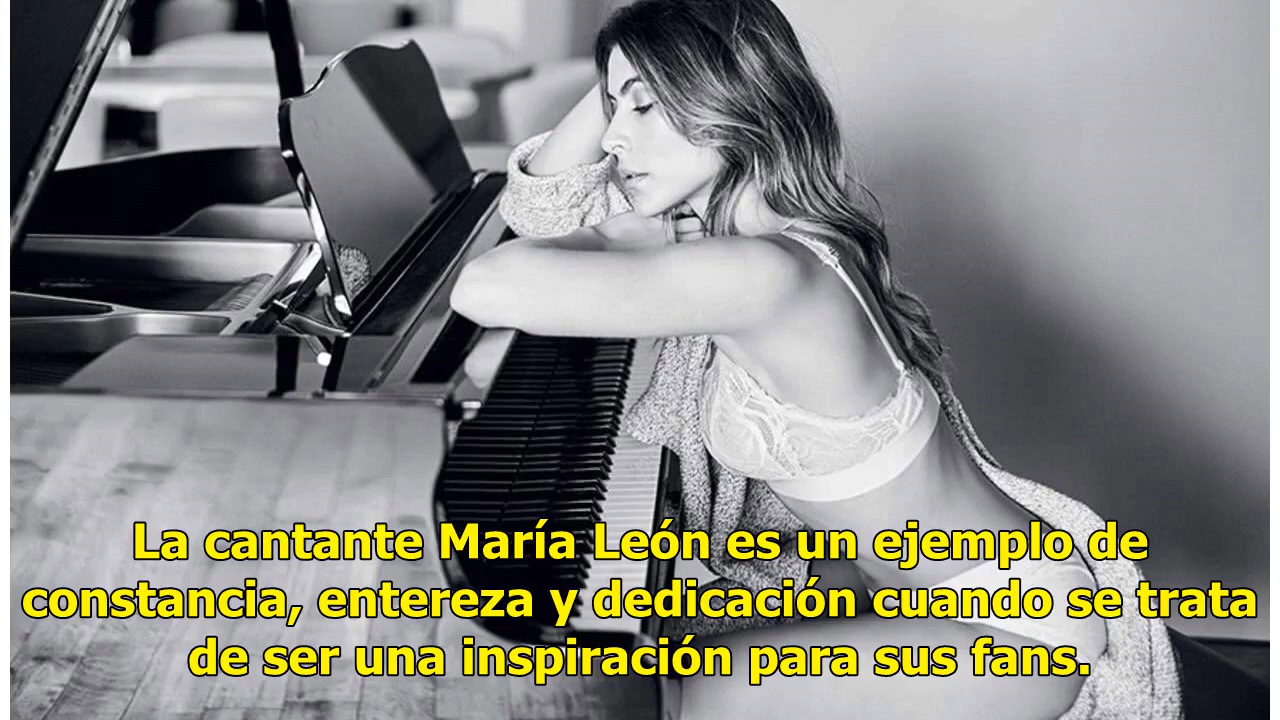 La cantante María León es un ejemplo de
constancia, entereza y dedicación cuando se trata
de ser una inspiración para sus fans.